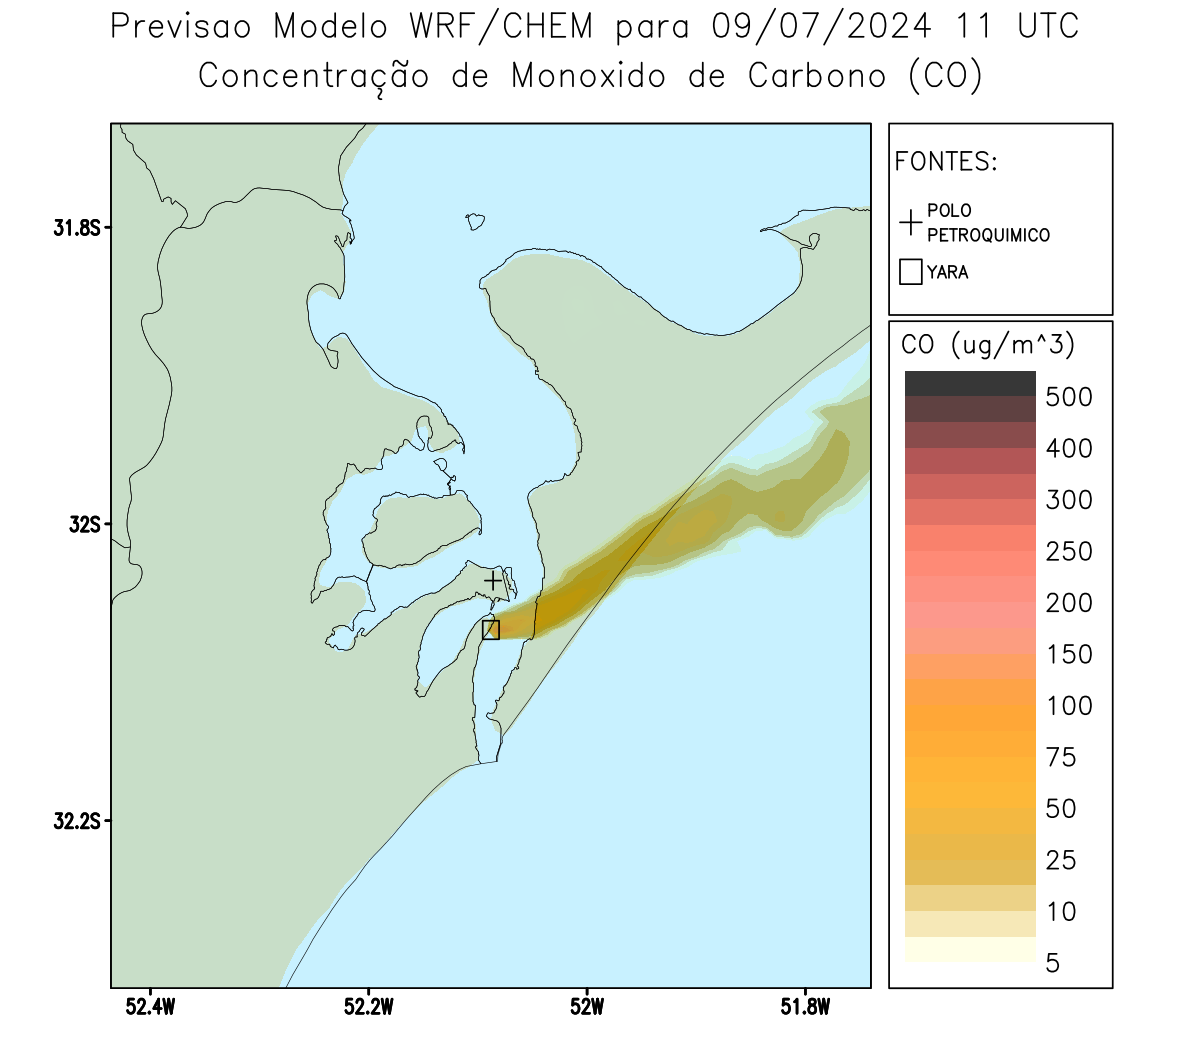 Previsao Modelo WRF/CHEM para 09/07/2024 11 UTC
Concentração de Monoxido de Carbono (CO)
FONTES:
POLO
PETROQUIMICO
YARA
CO (ug/m^3)
500
400
300
250
200
150
100
75
50
25
10
5
31.8S
32S
32.2S
52.4W
52.2W
52W
51.8W